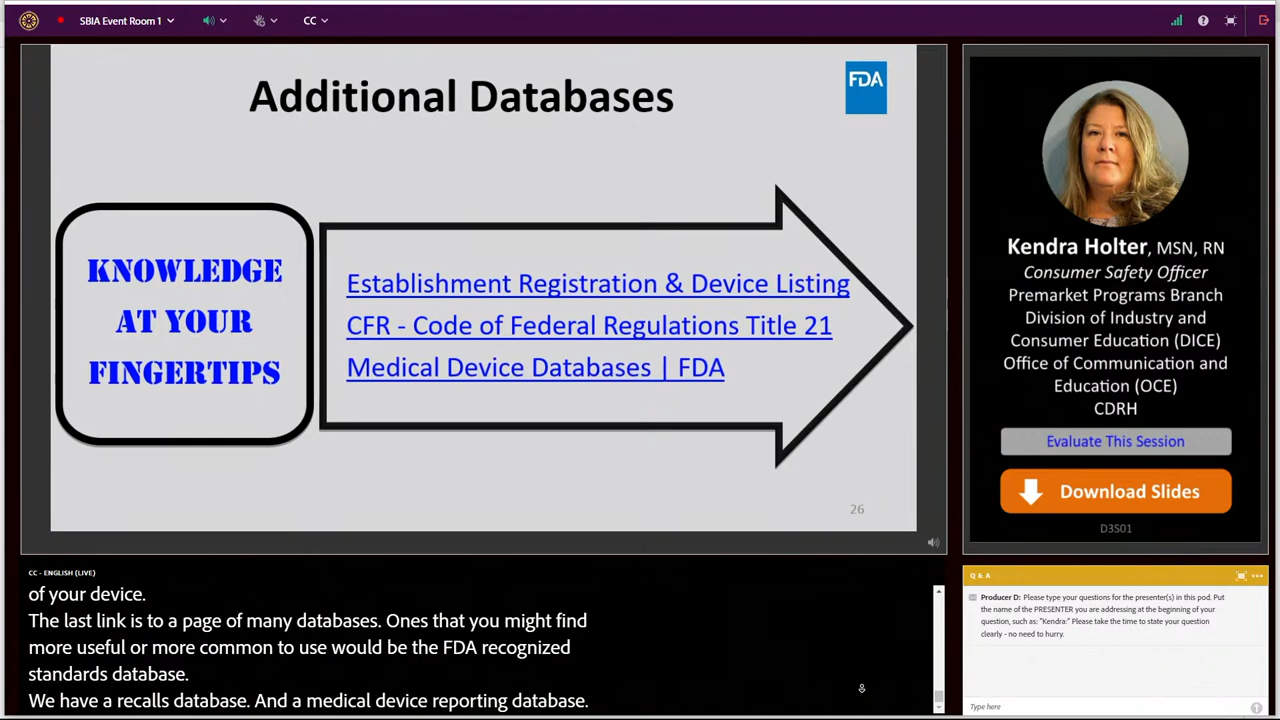 SBIA Event Room 1
CC
Additional Databases
FDA
KNOWLEDGE
AT YOUR
FINGERTIPS
Establishment Registration & Device Listing
CFR - Code of Federal Regulations Title 21
Medical Device Databases | FDA
26
Kendra Holter, MSN, RN
Consumer Safety Officer
Premarket Programs Branch
Division of Industry and
Consumer Education (DICE)
Office of Communication and
Education (OCE)
CDRH
Evaluate This Session
Download Slides
D3S01
CC - ENGLISH (LIVE)
of your device.
The last link is to a page of many databases. Ones that you might find
more useful or more common to use would be the FDA recognized
standards database.
We have a recalls database. And a medical device reporting database.
Q & A
Producer D: Please type your questions for the presenter(s) in this pod. Put
the name of the PRESENTER you are addressing at the beginning of your
question, such as: "Kendra:" Please take the time to state your question
clearly - no need to hurry.
Type here